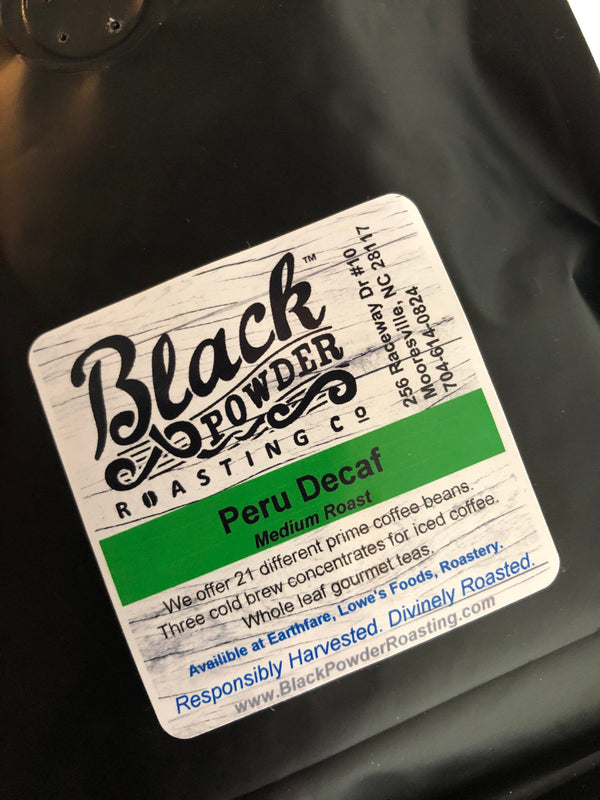 Black™
POWDER
ROASTING Co
256 Raceway Dr #10
Mooresville, NC 28117
704-614-0824
Peru Decaf
Medium Roast
We offer 21 different prime coffee beans.
Three cold brew concentrates for iced coffee.
Whole leaf gourmet teas.
Availible at Earthfare, Lowe's Foods, Roastery.
Responsibly Harvested. Divinely Roasted.
www.BlackPowderRoasting.com